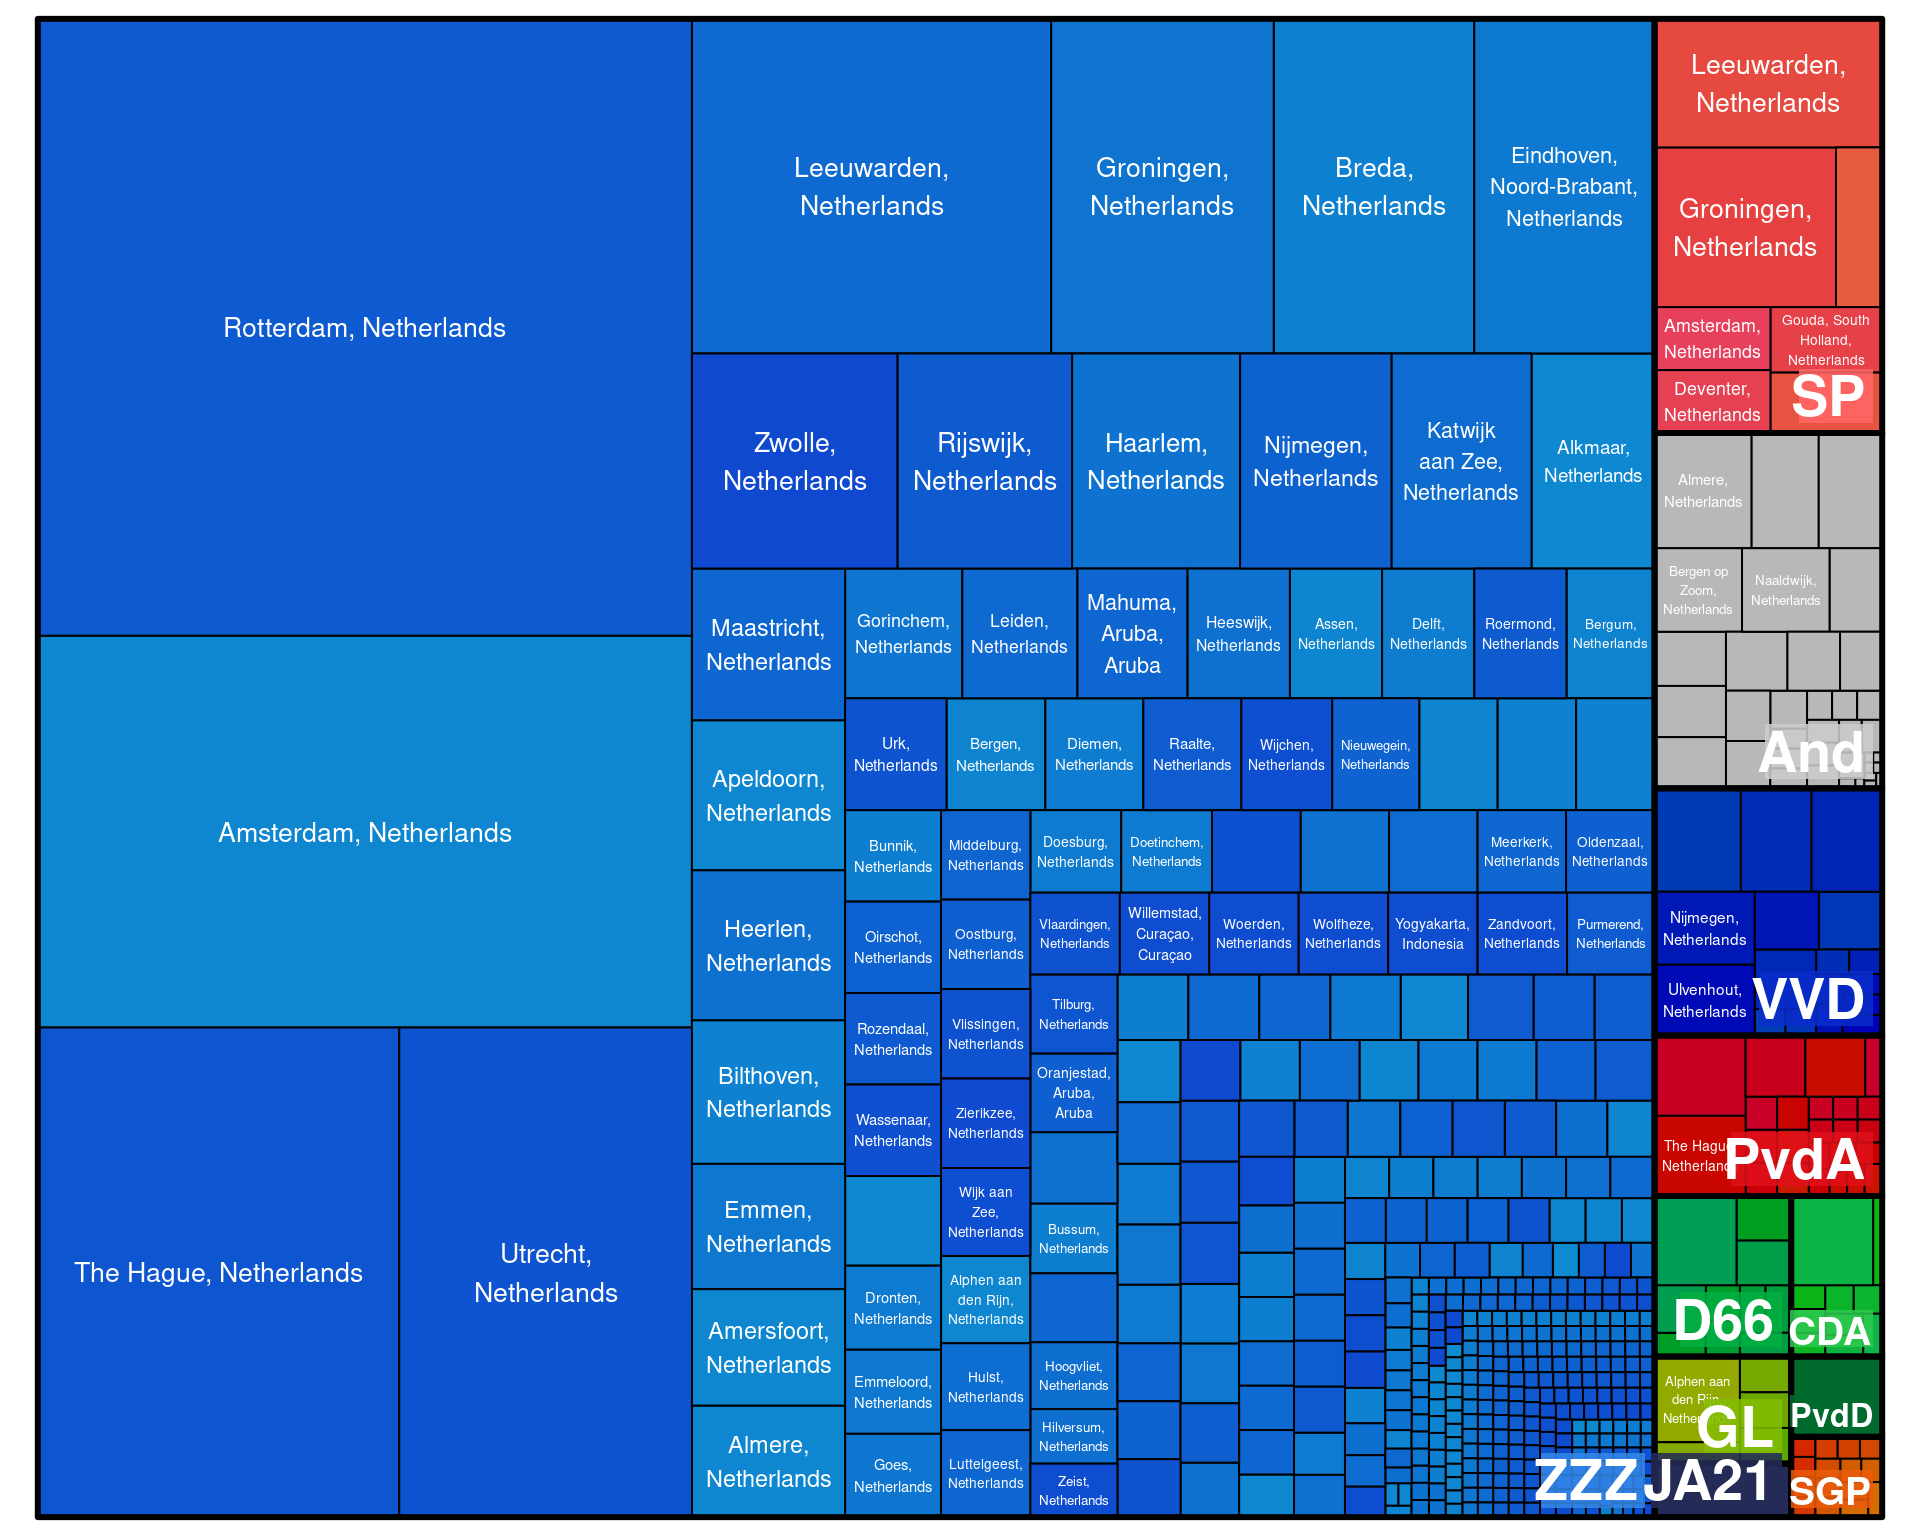 Rotterdam, Netherlands
Amsterdam, Netherlands
The Hague, Netherlands
Utrecht,
Netherlands
Leeuwarden,
Netherlands
Groningen,
Netherlands
Breda,
Netherlands
Eindhoven,
Noord-Brabant,
Netherlands
Zwolle,
Netherlands
Rijswijk,
Netherlands
Haarlem,
Netherlands
Nijmegen,
Netherlands
Katwijk
aan Zee,
Netherlands
Alkmaar,
Netherlands
Maastricht,
Netherlands
Apeldoorn,
Netherlands
Heerlen,
Netherlands
Bilthoven,
Netherlands
Emmen,
Netherlands
Amersfoort,
Netherlands
Almere,
Netherlands
Gorinchem,
Netherlands
Leiden,
Netherlands
Mahuma,
Aruba,
Aruba
Heeswijk,
Netherlands
Assen,
Netherlands
Delft,
Netherlands
Roermond,
Netherlands
Bergum,
Netherlands
Urk,
Netherlands
Bergen,
Netherlands
Diemen,
Netherlands
Raalte,
Netherlands
Wijchen,
Netherlands
Nieuwegein,
Netherlands
Bunnik,
Netherlands
Oirschot,
Netherlands
Rozendaal,
Netherlands
Wassenaar,
Netherlands
Dronten,
Netherlands
Emmeloord,
Netherlands
Goes,
Netherlands
Middelburg,
Netherlands
Oostburg,
Netherlands
Vlissingen,
Netherlands
Zierikzee,
Netherlands
Wijk aan
Zee,
Netherlands
Alphen aan
den Rijn,
Netherlands
Hulst,
Netherlands
Luttelgeest,
Netherlands
Doesburg,
Netherlands
Doetinchem,
Netherlands
Meerkerk,
Netherlands
Oldenzaal,
Netherlands
Vlaardingen,
Netherlands
Willemstad,
Curaçao,
Curaçao
Woerden,
Netherlands
Wolfheze,
Netherlands
Yogyakarta,
Indonesia
Zandvoort,
Netherlands
Purmerend,
Netherlands
Tilburg,
Netherlands
Oranjestad,
Aruba,
Aruba
Bussum,
Netherlands
Hoogvliet,
Netherlands
Hilversum,
Netherlands
Zeist,
Netherlands
ZZZ
Leeuwarden,
Netherlands
Groningen,
Netherlands
Amsterdam,
Netherlands
Gouda, South
Holland,
Netherlands
Deventer,
Netherlands
SP
Almere,
Netherlands
Bergen op
Zoom,
Netherlands
Naaldwijk,
Netherlands
And
Nijmegen,
Netherlands
Ulvenhout,
Netherlands
VVD
The Hague,
Netherlands
PvdA
D66
CDA
Alphen aan
den Rijn,
Netherlands
GL
PvdD
JA21
SGP